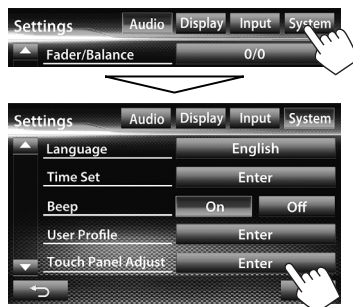 Settings Audio Display Input System
Fader/Balance 0/0
Settings Audio Display Input System
Language English
Time Set Enter
Beep On Off
User Profile Enter
Touch Panel Adjust Enter